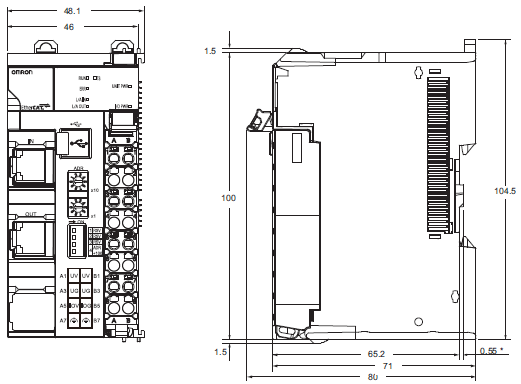 48.1
46
1.5
OMRON
RUN
ERR
L/A IN
L/A OUT
UNIT PWR
I/O PWR
EtherCAT
A B
IN
ADR
x10
x1
OUT
ON
100
104.5
A1 UV UV B1
A3 UG UG B3
A5 IOV IOG B5
A7 B7
A B
1.5
65.2
0.55 *
71
80